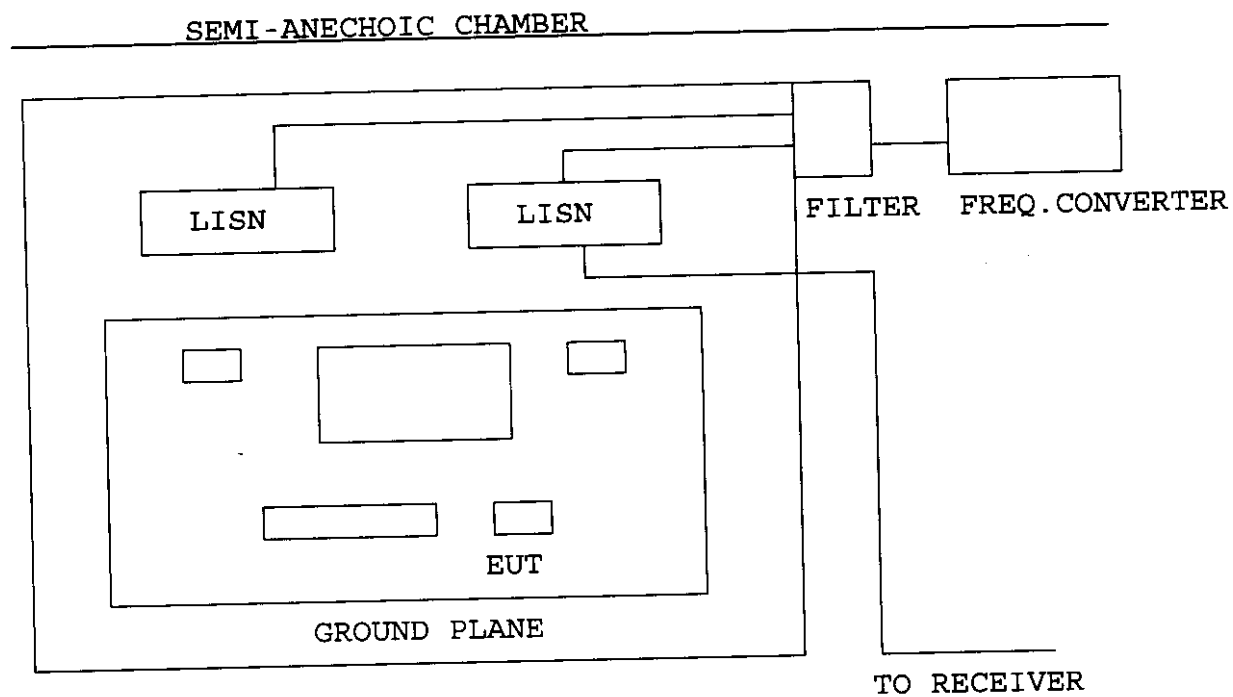 SEMI-ANECHOIC CHAMBER
LISN
LISN
FILTER
FREQ.CONVERTER
EUT
GROUND PLANE
TO RECEIVER